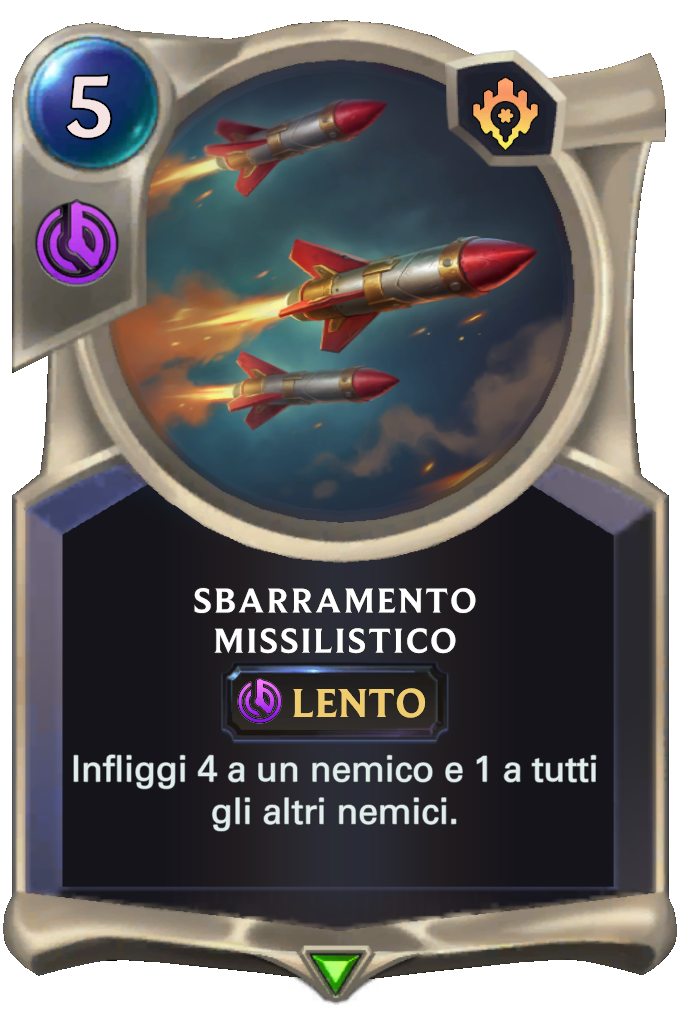 5
SBARRAMENTO
MISSILISTICO
LENTO
Infliggi 4 a un nemico e 1 a tutti
gli altri nemici.